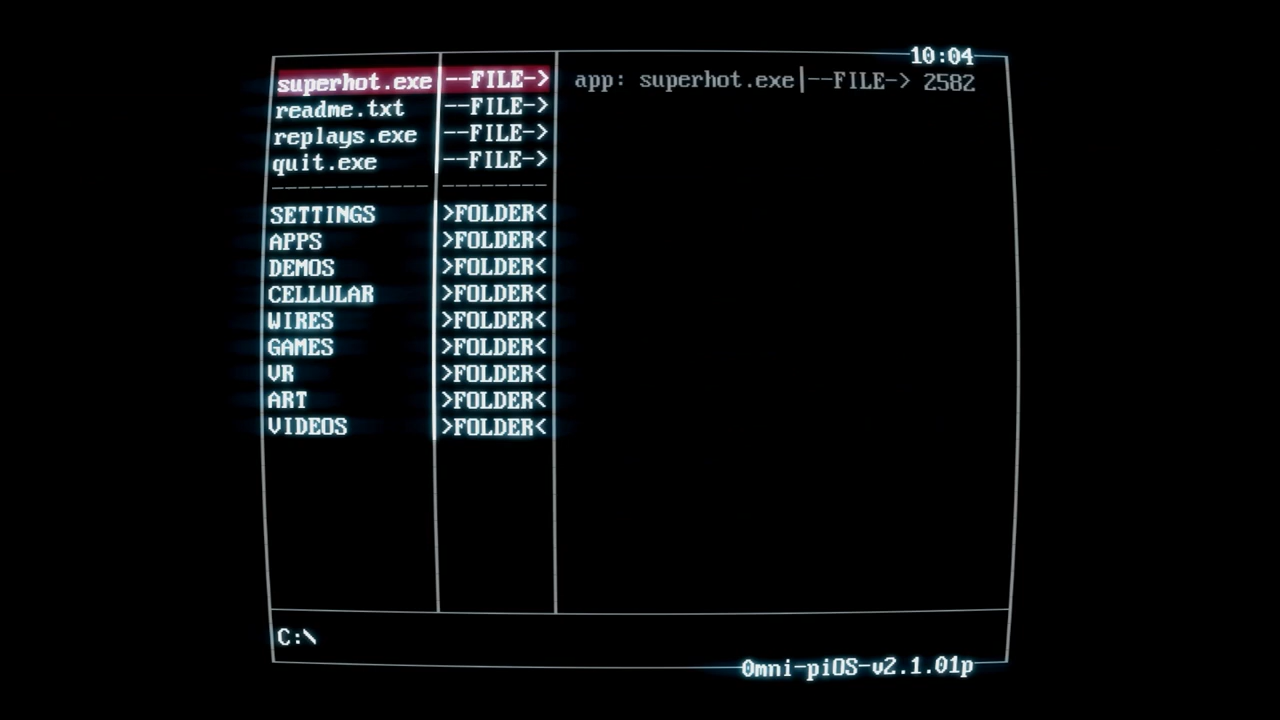 10:04
superhot.exe|--FILE-> app: superhot.exe|--FILE-> 2582
readme.txt --FILE->
replays.exe --FILE->
quit.exe --FILE->
------------ --------
SETTINGS >FOLDER<
APPS >FOLDER<
DEMOS >FOLDER<
CELLULAR >FOLDER<
WIRES >FOLDER<
GAMES >FOLDER<
VR >FOLDER<
ART >FOLDER<
VIDEOS >FOLDER<
C:\
0mni-piOS-v2.1.01p